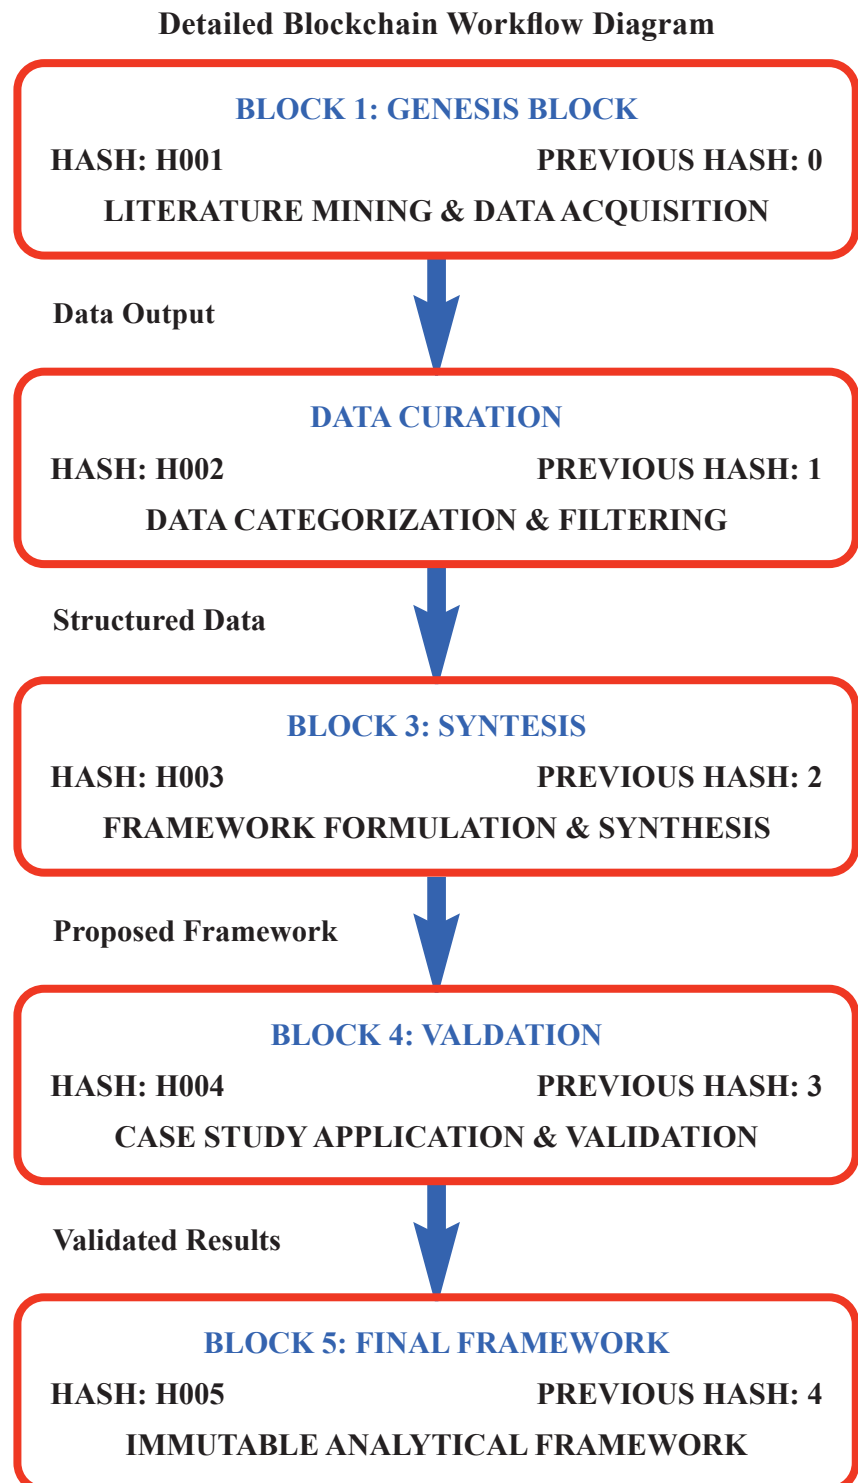 Detailed Blockchain Workflow Diagram
BLOCK 1: GENESIS BLOCK
HASH: H001 PREVIOUS HASH: 0
LITERATURE MINING & DATA ACQUISITION
Data Output
DATA CURATION
HASH: H002 PREVIOUS HASH: 1
DATA CATEGORIZATION & FILTERING
Structured Data
BLOCK 3: SYNTESIS
HASH: H003 PREVIOUS HASH: 2
FRAMEWORK FORMULATION & SYNTHESIS
Proposed Framework
BLOCK 4: VALDATION
HASH: H004 PREVIOUS HASH: 3
CASE STUDY APPLICATION & VALIDATION
Validated Results
BLOCK 5: FINAL FRAMEWORK
HASH: H005 PREVIOUS HASH: 4
IMMUTABLE ANALYTICAL FRAMEWORK